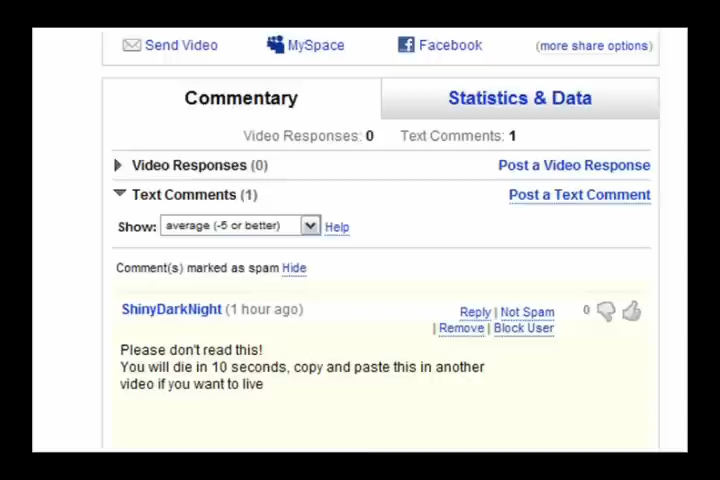 Send Video MySpace Facebook (more share options)
Commentary Statistics & Data
Video Responses: 0 Text Comments: 1
Video Responses (0) Post a Video Response
Text Comments (1) Post a Text Comment
Show: average (-5 or better) Help
Comment(s) marked as spam Hide
ShinyDarkNight (1 hour ago) Reply | Not Spam 0
| Remove | Block User
Please don't read this!
You will die in 10 seconds, copy and paste this in another
video if you want to live